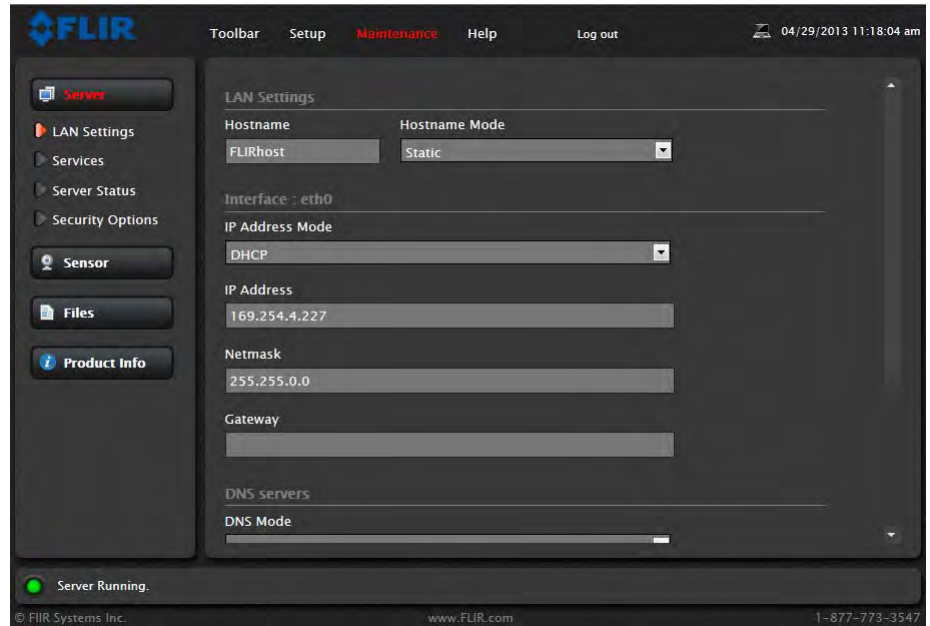 FLIR
Toolbar Setup Maintenance Help Log out 04/29/2013 11:18:04 am
Server
LAN Settings
Services
Server Status
Security Options
Sensor
Files
Product Info
LAN Settings
Hostname Hostname Mode
FLIRhost Static
Interface : eth0
IP Address Mode
DHCP
IP Address
169.254.4.227
Netmask
255.255.0.0
Gateway
DNS servers
DNS Mode
Server Running.
© FlIR Systems Inc. www.FLIR.com 1-877-773-3547